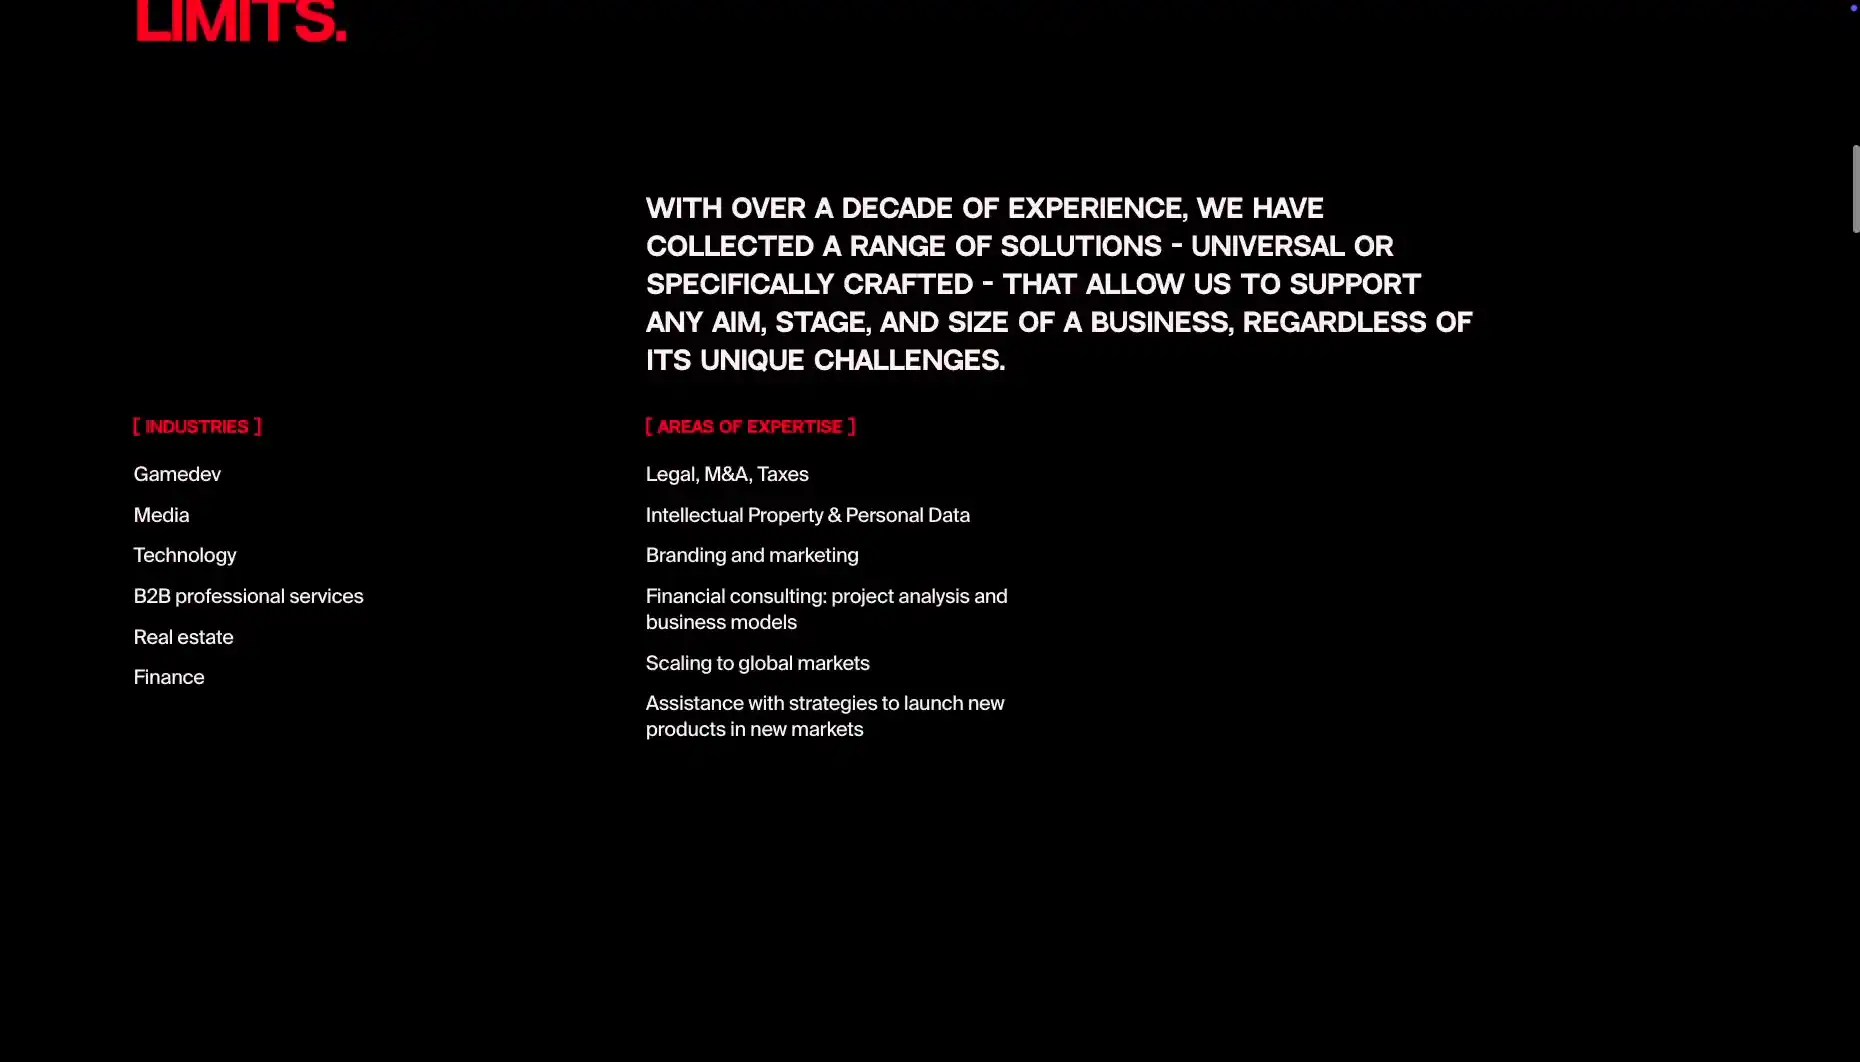 LIMITS.
WITH OVER A DECADE OF EXPERIENCE, WE HAVE
COLLECTED A RANGE OF SOLUTIONS - UNIVERSAL OR
SPECIFICALLY CRAFTED - THAT ALLOW US TO SUPPORT
ANY AIM, STAGE, AND SIZE OF A BUSINESS, REGARDLESS OF
ITS UNIQUE CHALLENGES.
[ INDUSTRIES ]
Gamedev
Media
Technology
B2B professional services
Real estate
Finance
[ AREAS OF EXPERTISE ]
Legal, M&A, Taxes
Intellectual Property & Personal Data
Branding and marketing
Financial consulting: project analysis and
business models
Scaling to global markets
Assistance with strategies to launch new
products in new markets